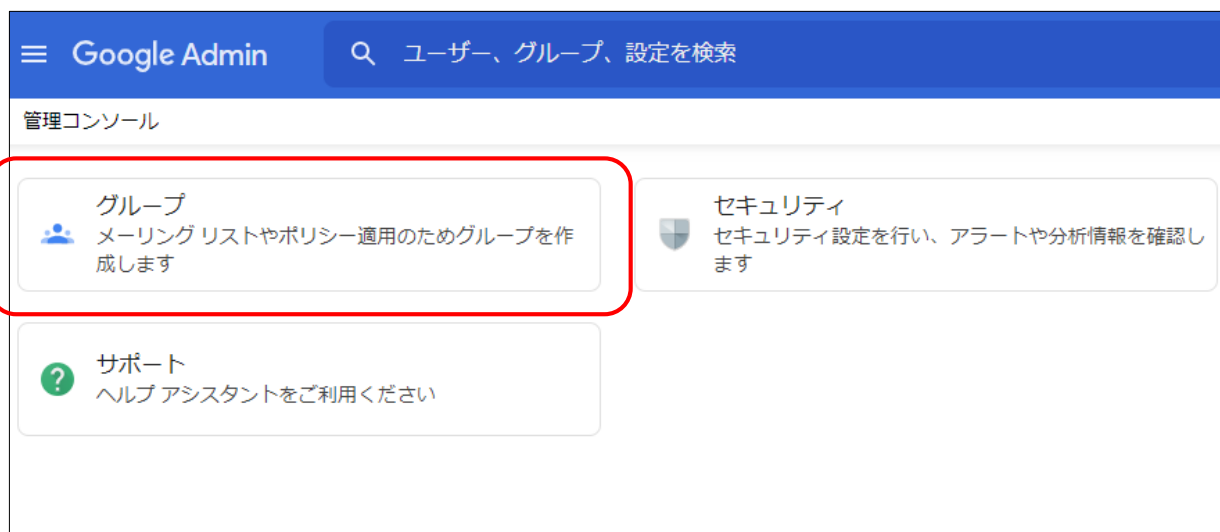 Google Admin
ユーザー、グループ、設定を検索
管理コンソール
グループ
メーリング リストやポリシー適用のためグループを作
成します
セキュリティ
セキュリティ設定を行い、アラートや分析情報を確認し
ます
サポート
ヘルプ アシスタントをご利用ください